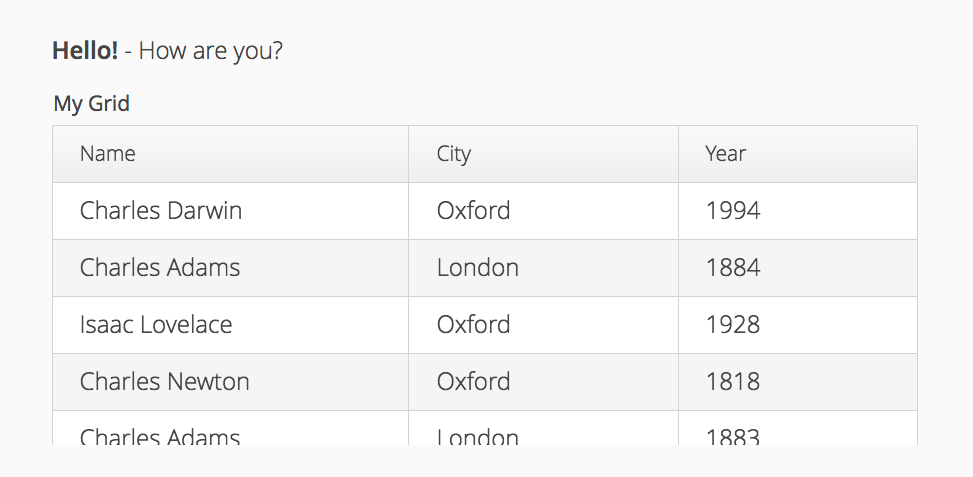 Hello! - How are you?
My Grid
Name City Year
Charles Darwin Oxford 1994
Charles Adams London 1884
Isaac Lovelace Oxford 1928
Charles Newton Oxford 1818
Charles Adams London 1883